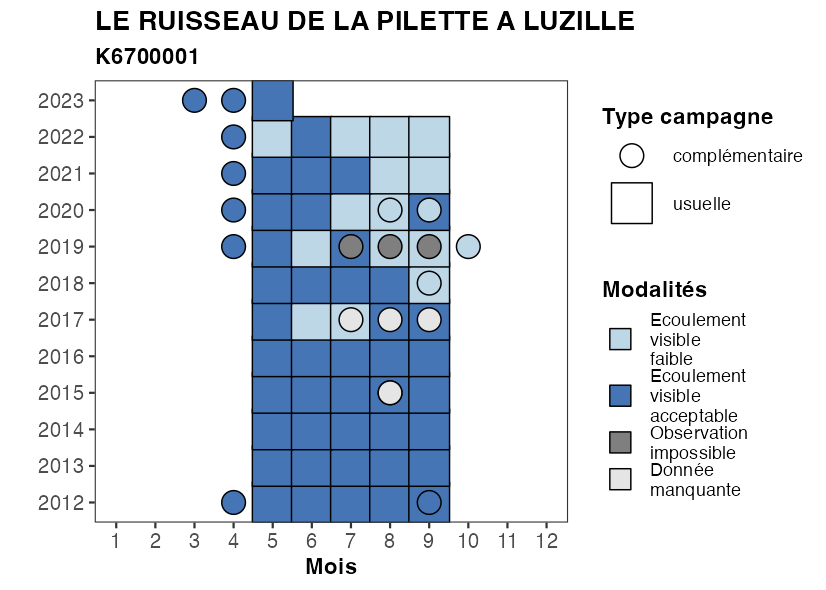 LE RUISSEAU DE LA PILETTE A LUZILLE
K6700001
2023
2022
2021
2020
2019
2018
2017
2016
2015
2014
2013
2012
1 2 3 4 5 6 7 8 9 10 11 12
Mois
Type campagne
complémentaire
usuelle
Modalités
Ecoulement
visible
faible
Ecoulement
visible
acceptable
Observation
impossible
Donnée
manquante